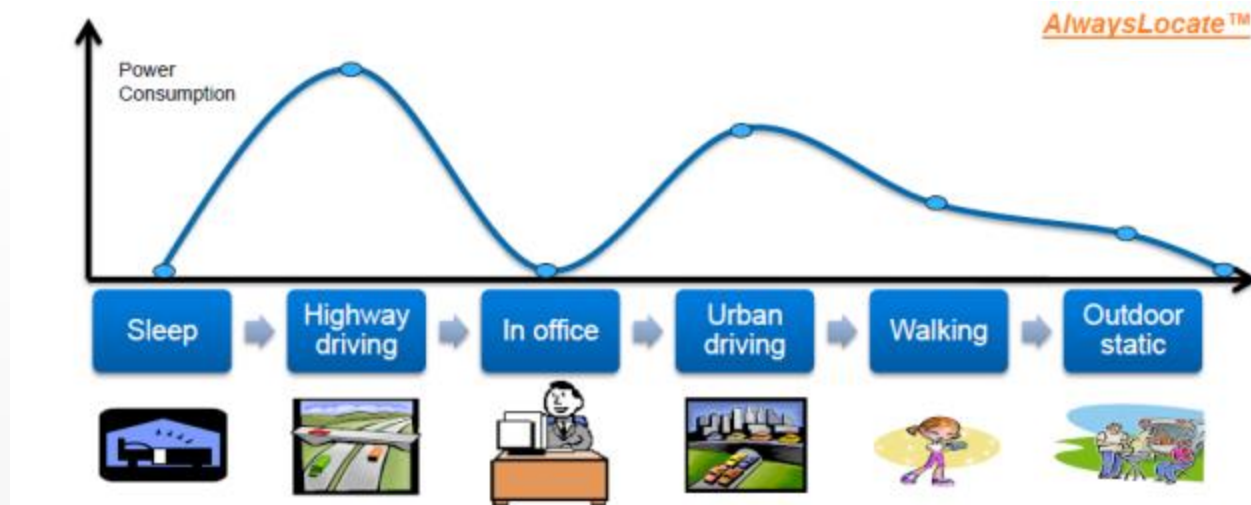 AlwaysLocate™
Power
Consumption
Sleep
Highway
driving
In office
Urban
driving
Walking
Outdoor
static